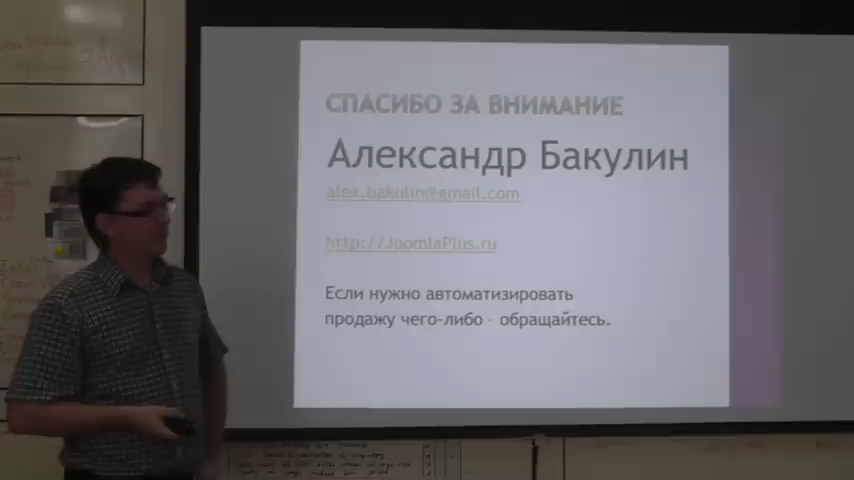 СПАСИБО ЗА ВНИМАНИЕ
Александр Бакулин
alex.bakulin@gmail.com
http://JoomlaPlus.ru
Если нужно автоматизировать
продажу чего-либо - обращайтесь.